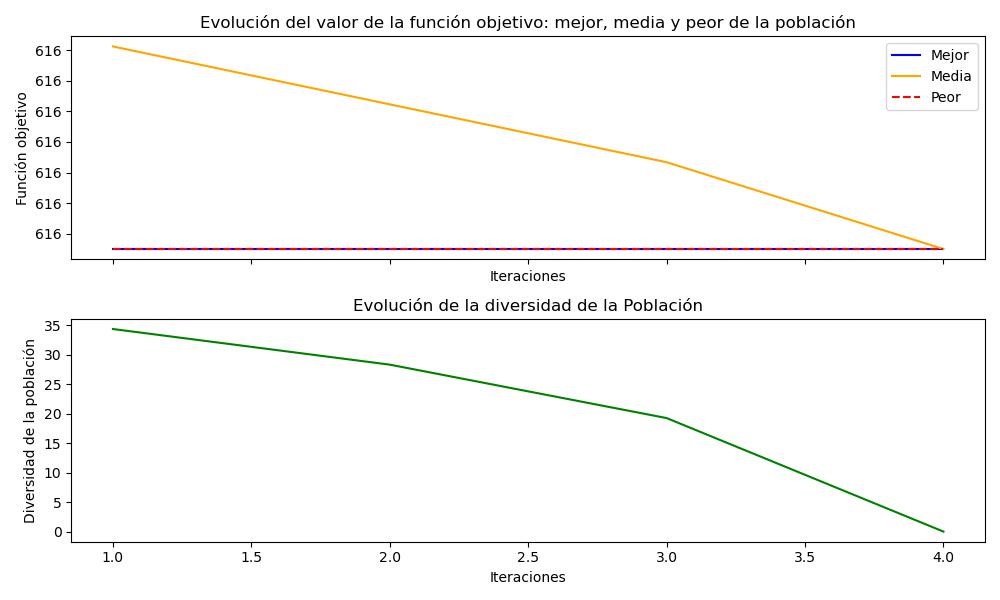 Evolución del valor de la función objetivo: mejor, media y peor de la población
616
616
616
616
616
616
616
Función objetivo
Mejor
Media
Peor
Iteraciones
Evolución de la diversidad de la Población
35
30
25
20
15
10
5
0
Diversidad de la población
1.0 1.5 2.0 2.5 3.0 3.5 4.0
Iteraciones